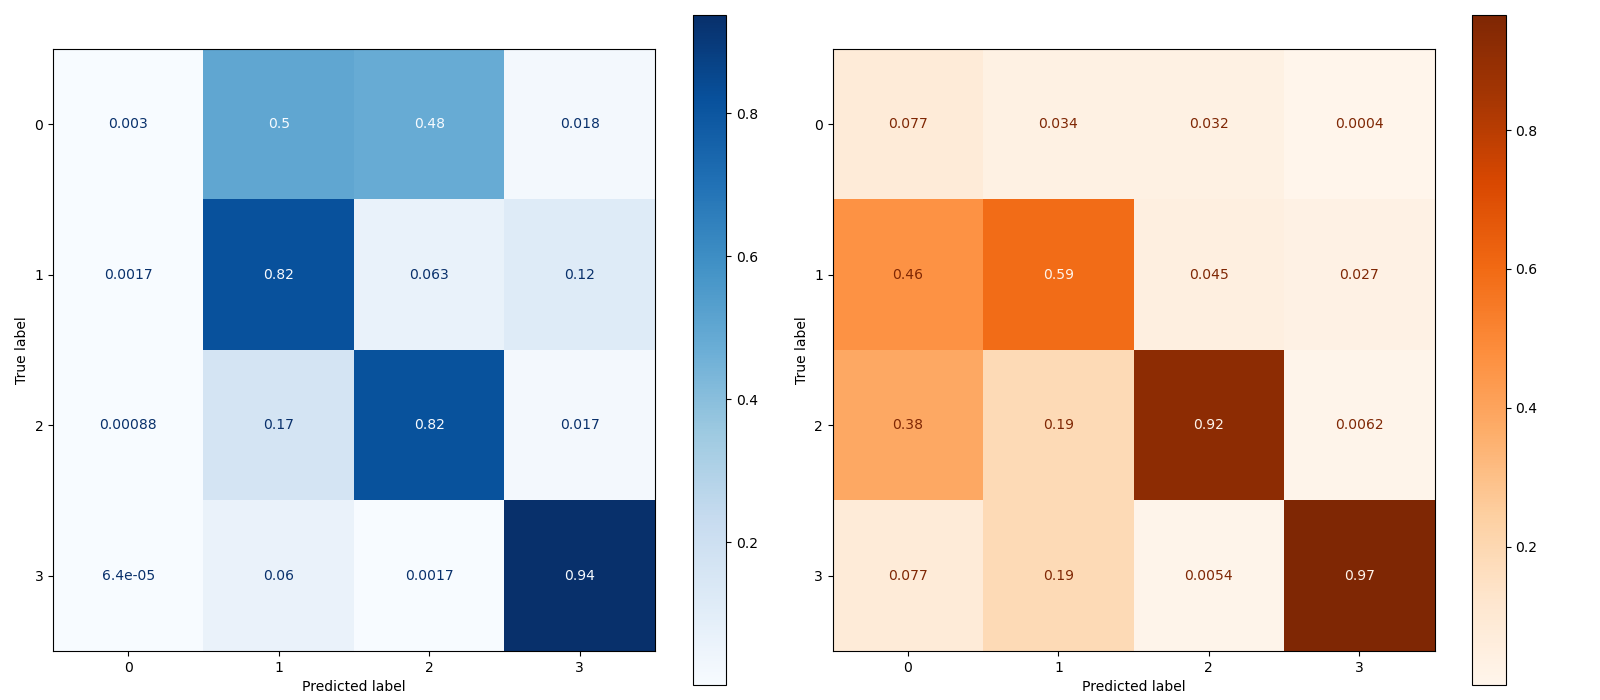 0 0.003 0.5 0.48 0.018
1 0.0017 0.82 0.063 0.12
2 0.00088 0.17 0.82 0.017
3 6.4e-05 0.06 0.0017 0.94
0 1 2 3
Predicted label
True label
0.8
0.6
0.4
0.2
0 0.077 0.034 0.032 0.0004
1 0.46 0.59 0.045 0.027
2 0.38 0.19 0.92 0.0062
3 0.077 0.19 0.0054 0.97
0 1 2 3
Predicted label
True label
0.8
0.6
0.4
0.2